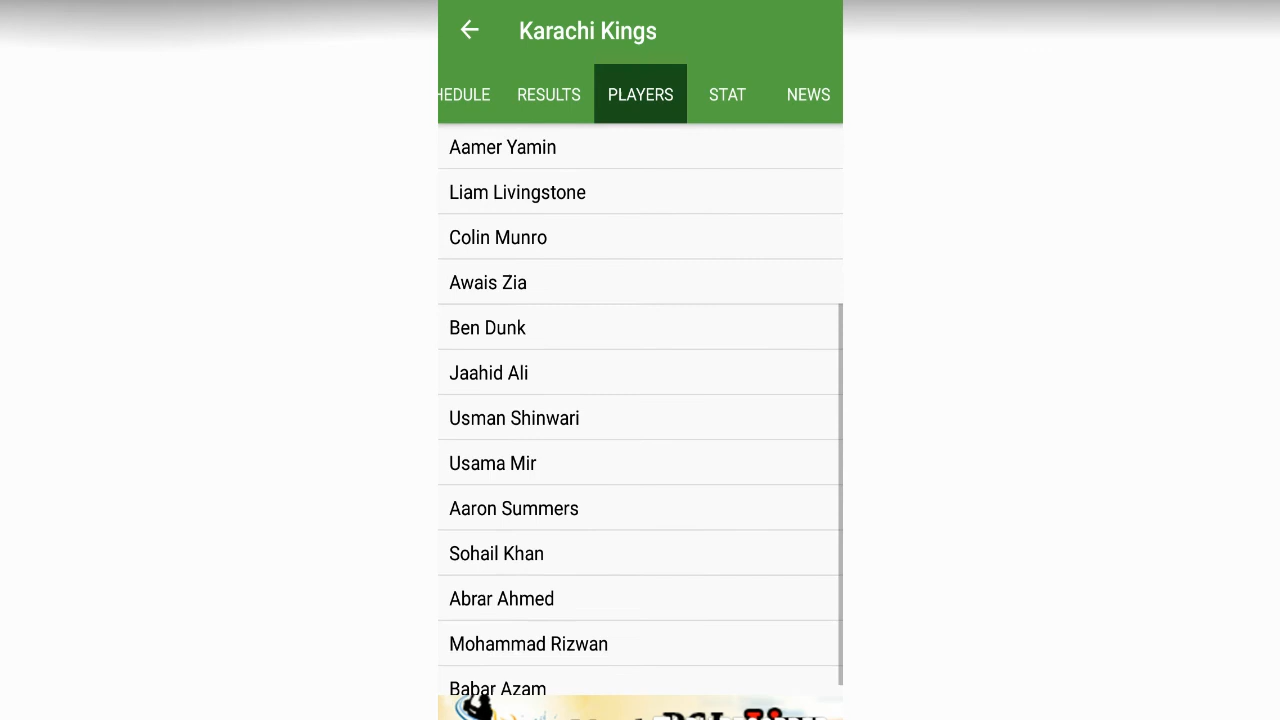 Karachi Kings
HEDULE RESULTS PLAYERS STAT NEWS
Aamer Yamin
Liam Livingstone
Colin Munro
Awais Zia
Ben Dunk
Jaahid Ali
Usman Shinwari
Usama Mir
Aaron Summers
Sohail Khan
Abrar Ahmed
Mohammad Rizwan
Babar Azam